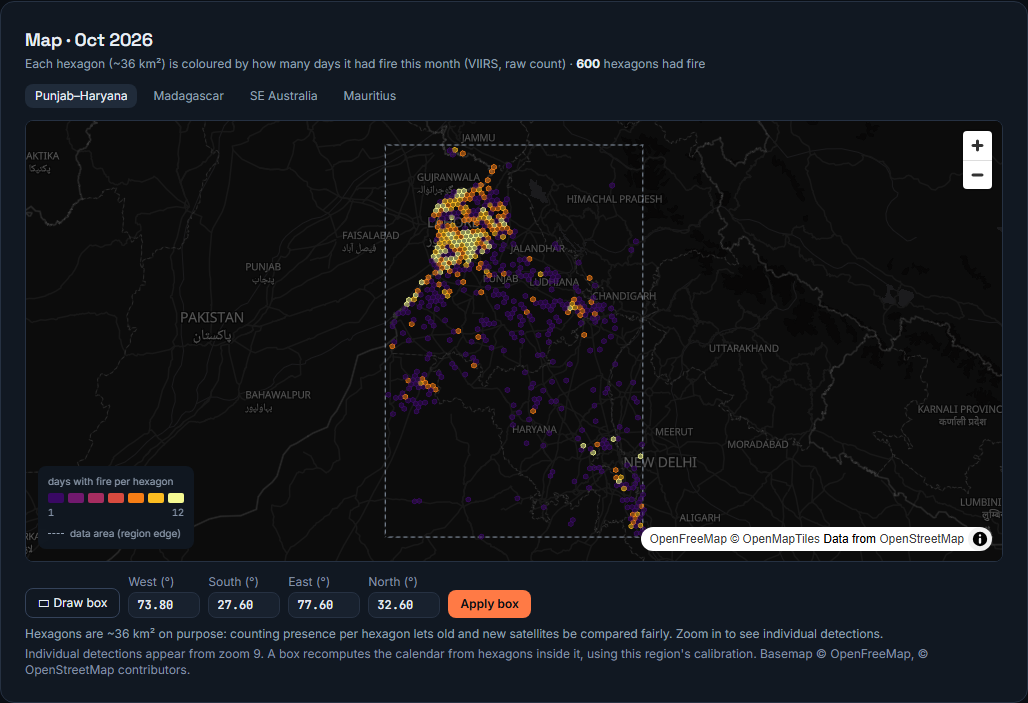 Map · Oct 2026
Each hexagon (~36 km²) is coloured by how many days it had fire this month (VIIRS, raw count) · 600 hexagons had fire
Punjab–Haryana Madagascar SE Australia Mauritius
JAMMU
AKTIKA
پکتیکا
GUJRANWALA
HIMACHAL PRADESH
FAISALABAD
فیصل آباد
JALANDHAR
PUNJAB
پنجاب
PUNJAB
LUDHIANA
CHANDIGARH
PAKISTAN
پاکستان
UTTARAKHAND
BAHAWALPUR
بہاولپور
KARNALI PROVINC
कर्णाली प्रदेश
HARYANA
MEERUT
MORADABAD
NEW DELHI
LUMBINI
ALIGARH
days with fire per hexagon
1 12
data area (region edge)
+
−
OpenFreeMap © OpenMapTiles Data from OpenStreetMap
West (°) South (°) East (°) North (°)
Draw box 73.80 27.60 77.60 32.60 Apply box
Hexagons are ~36 km² on purpose: counting presence per hexagon lets old and new satellites be compared fairly. Zoom in to see individual detections.
Individual detections appear from zoom 9. A box recomputes the calendar from hexagons inside it, using this region's calibration. Basemap © OpenFreeMap, ©
OpenStreetMap contributors.